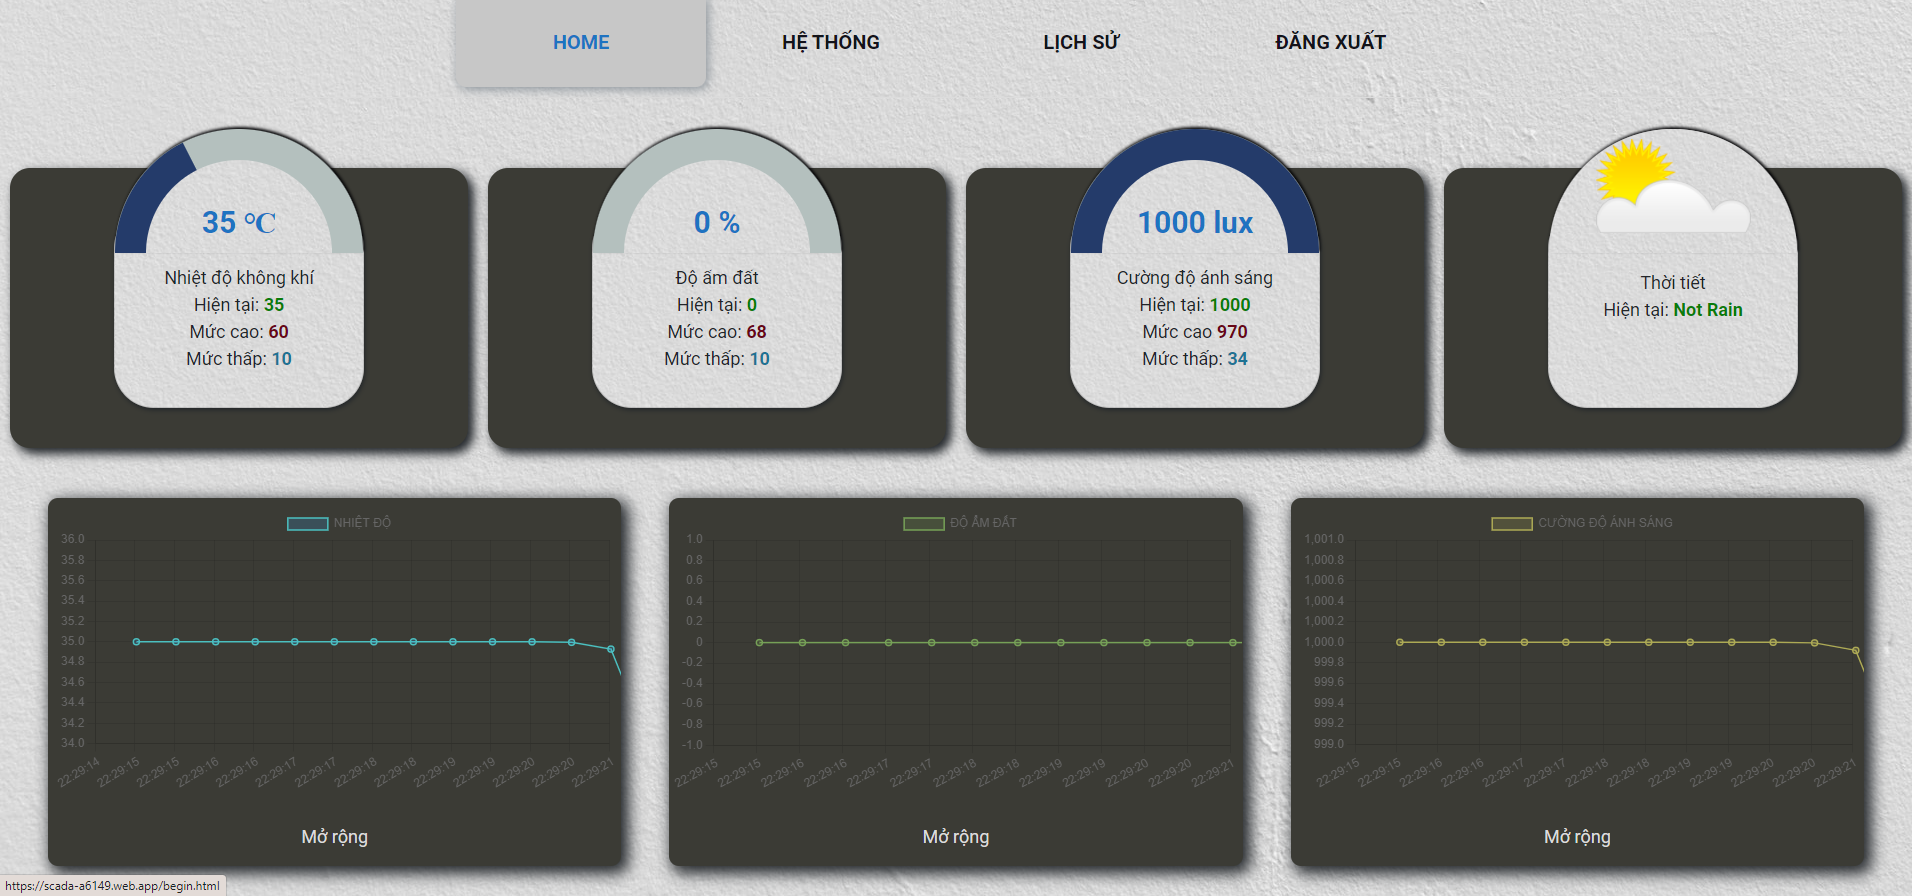 HOME
HỆ THỐNG
LỊCH SỬ
ĐĂNG XUẤT
35 °C
Nhiệt độ không khí
Hiện tại: 35
Mức cao: 60
Mức thấp: 10
0 %
Độ ẩm đất
Hiện tại: 0
Mức cao: 68
Mức thấp: 10
1000 lux
Cường độ ánh sáng
Hiện tại: 1000
Mức cao 970
Mức thấp: 34
Thời tiết
Hiện tại: Not Rain
NHIỆT ĐỘ
36.0
35.8
35.6
35.4
35.2
35.0
34.8
34.6
34.4
34.2
34.0
22:29:14
22:29:15
22:29:15
22:29:16
22:29:16
22:29:17
22:29:17
22:29:18
22:29:18
22:29:19
22:29:19
22:29:20
22:29:20
22:29:21
Mở rộng
ĐỘ ẨM ĐẤT
1.0
0.8
0.6
0.4
0.2
0
-0.2
-0.4
-0.6
-0.8
-1.0
22:29:15
22:29:15
22:29:16
22:29:16
22:29:17
22:29:17
22:29:18
22:29:18
22:29:19
22:29:19
22:29:20
22:29:20
22:29:21
Mở rộng
CƯỜNG ĐỘ ÁNH SÁNG
1,001.0
1,000.8
1,000.6
1,000.4
1,000.2
1,000.0
999.8
999.6
999.4
999.2
999.0
22:29:15
22:29:15
22:29:16
22:29:16
22:29:17
22:29:17
22:29:18
22:29:18
22:29:19
22:29:19
22:29:20
22:29:20
22:29:21
Mở rộng
https://scada-a6149.web.app/begin.html